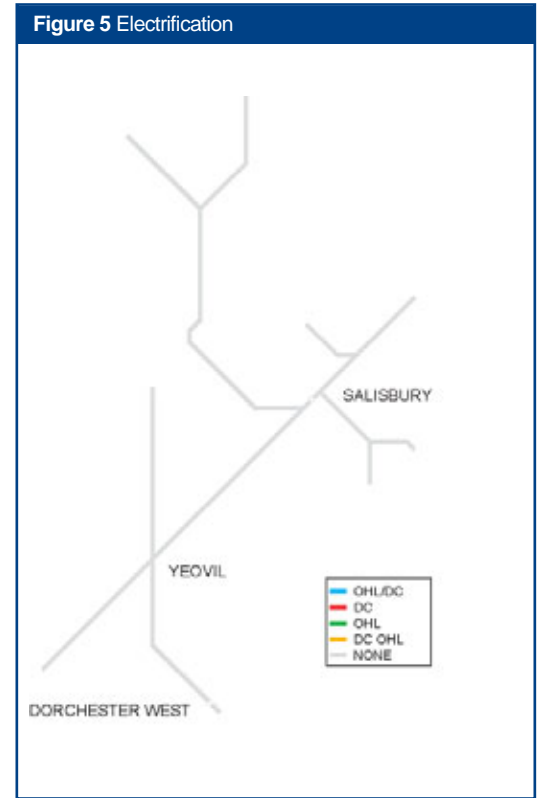 Figure 5 Electrification
SALISBURY
YEOVIL
OHL/DC
DC
OHL
DC OHL
NONE
DORCHESTER WEST